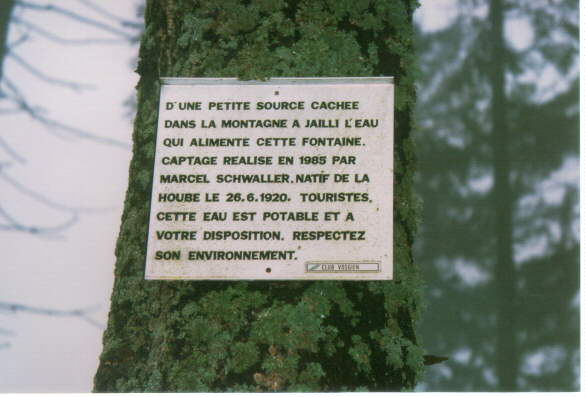 D'UNE PETITE SOURCE CACHEE
DANS LA MONTAGNE A JAILLI L'EAU
QUI ALIMENTE CETTE FONTAINE.
CAPTAGE REALISE EN 1985 PAR
MARCEL SCHWALLER. NATIF DE LA
HOUBE LE 26.6.1920. TOURISTES.
CETTE EAU EST POTABLE ET A
VOTRE DISPOSITION. RESPECTEZ
SON ENVIRONNEMENT.
CLUB VOSGIEN